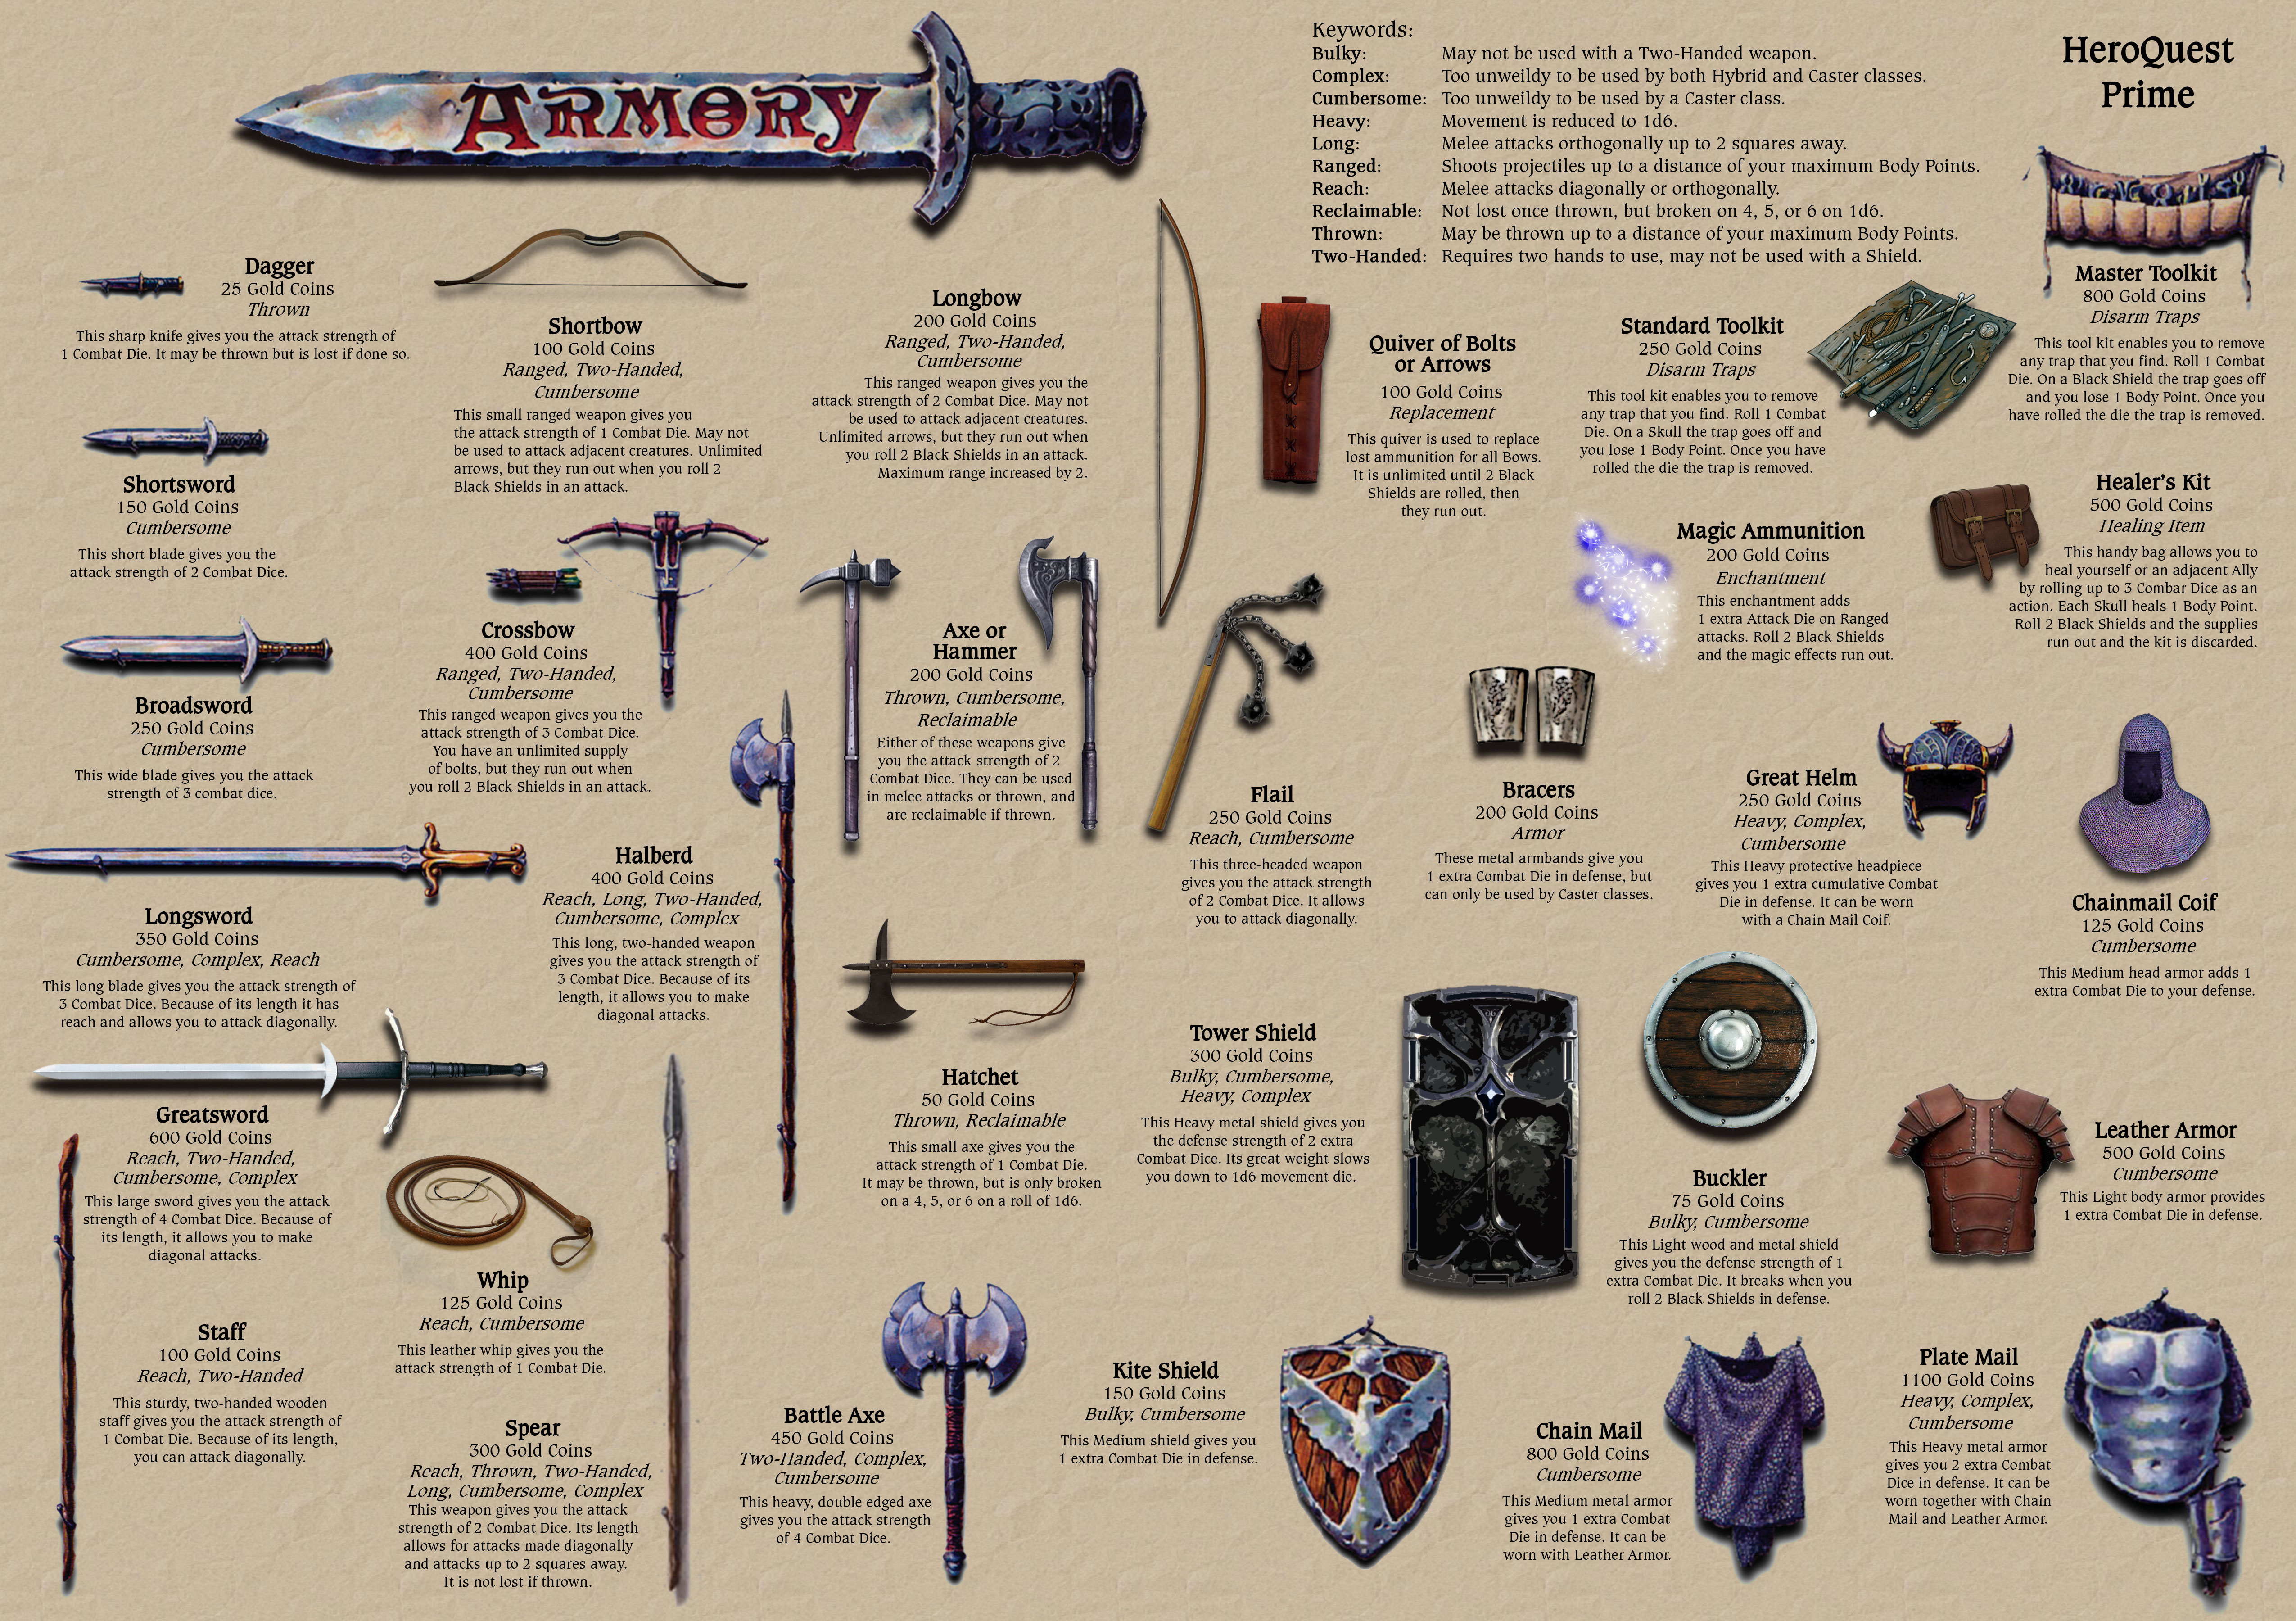 ARMORY
Keywords:
Bulky: May not be used with a Two-Handed weapon.
Complex: Too unweildy to be used by both Hybrid and Caster classes.
Cumbersome: Too unweildy to be used by a Caster class.
Heavy: Movement is reduced to 1d6.
Long: Melee attacks orthogonally up to 2 squares away.
Ranged: Shoots projectiles up to a distance of your maximum Body Points.
Reach: Melee attacks diagonally or orthogonally.
Reclaimable: Not lost once thrown, but broken on 4, 5, or 6 on 1d6.
Thrown: May be thrown up to a distance of your maximum Body Points.
Two-Handed: Requires two hands to use, may not be used with a Shield.
HeroQuest
Prime
Dagger
25 Gold Coins
Thrown
This sharp knife gives you the attack strength of
1 Combat Die. It may be thrown but is lost if done so.
Shortbow
100 Gold Coins
Ranged, Two-Handed,
Cumbersome
This small ranged weapon gives you
the attack strength of 1 Combat Die. May not
be used to attack adjacent creatures. Unlimited
arrows, but they run out when you roll 2
Black Shields in an attack.
Longbow
200 Gold Coins
Ranged, Two-Handed,
Cumbersome
This ranged weapon gives you the
attack strength of 2 Combat Dice. May not
be used to attack adjacent creatures.
Unlimited arrows, but they run out when
you roll 2 Black Shields in an attack.
Maximum range increased by 2.
Quiver of Bolts
or Arrows
100 Gold Coins
Replacement
This quiver is used to replace
lost ammunition for all Bows.
It is unlimited until 2 Black
Shields are rolled, then
they run out.
Standard Toolkit
250 Gold Coins
Disarm Traps
This tool kit enables you to remove
any trap that you find. Roll 1 Combat
Die. On a Skull the trap goes off and
you lose 1 Body Point. Once you have
rolled the die the trap is removed.
Master Toolkit
800 Gold Coins
Disarm Traps
This tool kit enables you to remove
any trap that you find. Roll 1 Combat
Die. On a Black Shield the trap goes off
and you lose 1 Body Point. Once you
have rolled the die the trap is removed.
Shortsword
150 Gold Coins
Cumbersome
This short blade gives you the
attack strength of 2 Combat Dice.
Healer's Kit
500 Gold Coins
Healing Item
This handy bag allows you to
heal yourself or an adjacent Ally
by rolling up to 3 Combar Dice as an
action. Each Skull heals 1 Body Point.
Roll 2 Black Shields and the supplies
run out and the kit is discarded.
Magic Ammunition
200 Gold Coins
Enchantment
This enchantment adds
1 extra Attack Die on Ranged
attacks. Roll 2 Black Shields
and the magic effects run out.
Broadsword
250 Gold Coins
Cumbersome
This wide blade gives you the attack
strength of 3 combat dice.
Crossbow
400 Gold Coins
Ranged, Two-Handed,
Cumbersome
This ranged weapon gives you the
attack strength of 3 Combat Dice.
You have an unlimited supply
of bolts, but they run out when
you roll 2 Black Shields in an attack.
Axe or
Hammer
200 Gold Coins
Thrown, Cumbersome,
Reclaimable
Either of these weapons give
you the attack strength of 2
Combat Dice. They can be used
in melee attacks or thrown, and
are reclaimable if thrown.
Flail
250 Gold Coins
Reach, Cumbersome
This three-headed weapon
gives you the attack strength
of 2 Combat Dice. It allows
you to attack diagonally.
Bracers
200 Gold Coins
Armor
These metal armbands give you
1 extra Combat Die in defense, but
can only be used by Caster classes.
Great Helm
250 Gold Coins
Heavy, Complex,
Cumbersome
This Heavy protective headpiece
gives you 1 extra cumulative Combat
Die in defense. It can be worn
with a Chain Mail Coif.
Chainmail Coif
125 Gold Coins
Cumbersome
This Medium head armor adds 1
extra Combat Die to your defense.
Longsword
350 Gold Coins
Cumbersome, Complex, Reach
This long blade gives you the attack strength of
3 Combat Dice. Because of its length it has
reach and allows you to attack diagonally.
Halberd
400 Gold Coins
Reach, Long, Two-Handed,
Cumbersome, Complex
This long, two-handed weapon
gives you the attack strength of
3 Combat Dice. Because of its
length, it allows you to make
diagonal attacks.
Hatchet
50 Gold Coins
Thrown, Reclaimable
This small axe gives you the
attack strength of 1 Combat Die.
It may be thrown, but is only broken
on a 4, 5, or 6 on a roll of 1d6.
Tower Shield
300 Gold Coins
Bulky, Cumbersome,
Heavy, Complex
This Heavy metal shield gives you
the defense strength of 2 extra
Combat Dice. Its great weight slows
you down to 1d6 movement die.
Buckler
75 Gold Coins
Bulky, Cumbersome
This Light wood and metal shield
gives you the defense strength of 1
extra Combat Die. It breaks when you
roll 2 Black Shields in defense.
Leather Armor
500 Gold Coins
Cumbersome
This Light body armor provides
1 extra Combat Die in defense.
Greatsword
600 Gold Coins
Reach, Two-Handed,
Cumbersome, Complex
This large sword gives you the attack
strength of 4 Combat Dice. Because of
its length, it allows you to make
diagonal attacks.
Whip
125 Gold Coins
Reach, Cumbersome
This leather whip gives you the
attack strength of 1 Combat Die.
Staff
100 Gold Coins
Reach, Two-Handed
This sturdy, two-handed wooden
staff gives you the attack strength of
1 Combat Die. Because of its length,
you can attack diagonally.
Spear
300 Gold Coins
Reach, Thrown, Two-Handed,
Long, Cumbersome, Complex
This weapon gives you the attack
strength of 2 Combat Dice. Its length
allows for attacks made diagonally
and attacks up to 2 squares away.
It is not lost if thrown.
Battle Axe
450 Gold Coins
Two-Handed, Complex,
Cumbersome
This heavy, double edged axe
gives you the attack strength
of 4 Combat Dice.
Kite Shield
150 Gold Coins
Bulky, Cumbersome
This Medium shield gives you
1 extra Combat Die in defense.
Chain Mail
800 Gold Coins
Cumbersome
This Medium metal armor
gives you 1 extra Combat
Die in defense. It can be
worn with Leather Armor.
Plate Mail
1100 Gold Coins
Heavy, Complex,
Cumbersome
This Heavy metal armor
gives you 2 extra Combat
Dice in defense. It can be
worn together with Chain
Mail and Leather Armor.